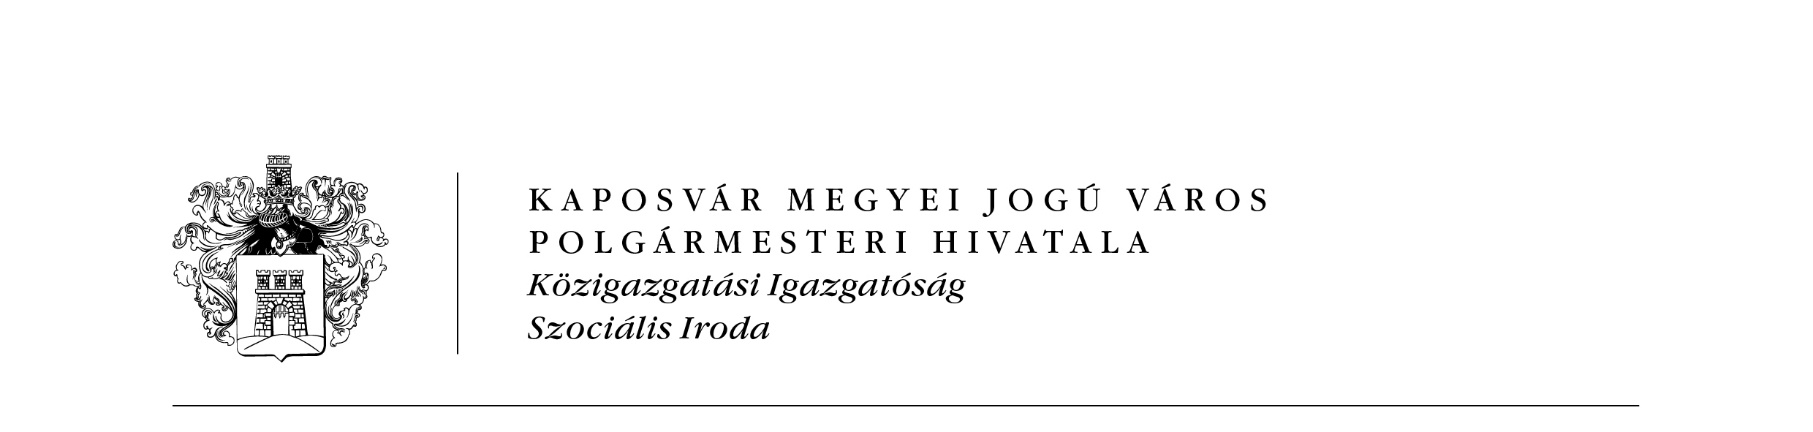 KAPOSVÁR MEGYEI JOGÚ VÁROS
POLGÁRMESTERI HIVATALA
Közigazgatási Igazgatóság
Szociális Iroda